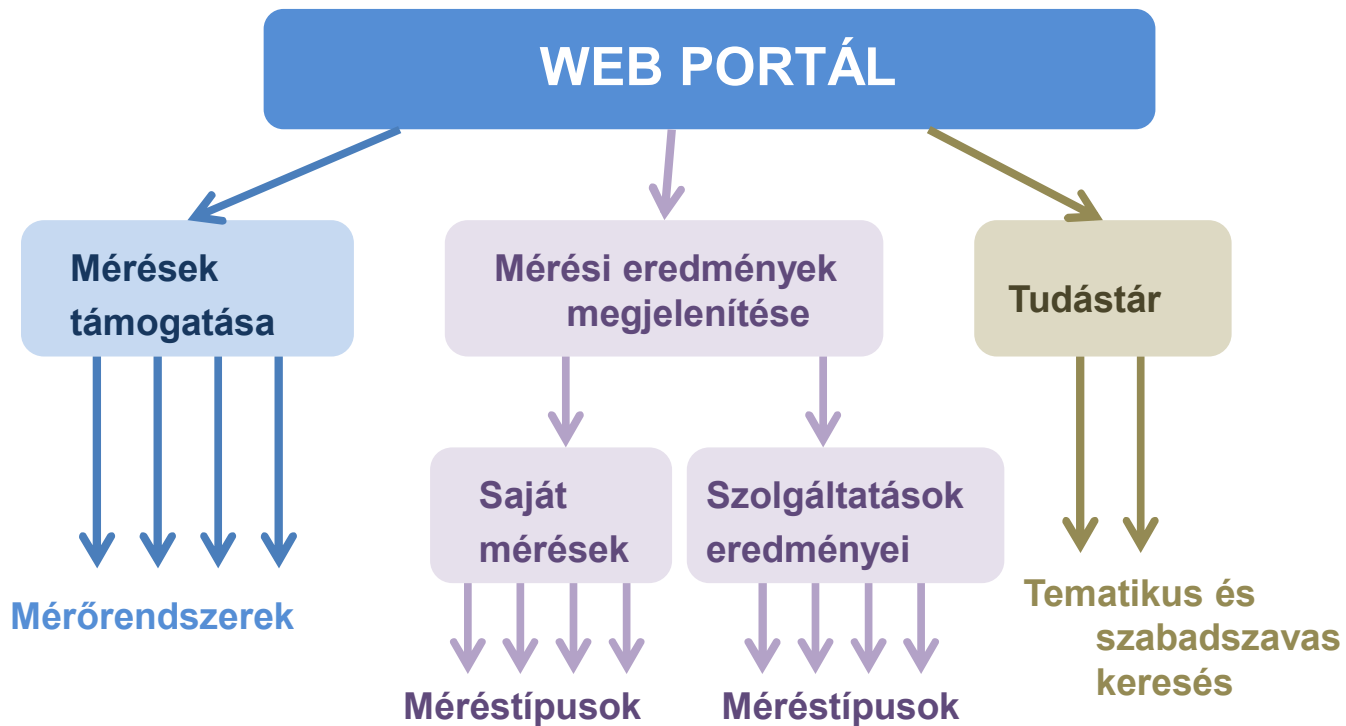 WEB PORTÁL
Mérések
támogatása
Mérőrendszerek
Mérési eredmények
megjelenítése
Saját
mérések
Méréstípusok
Szolgáltatások
eredményei
Méréstípusok
Tudástár
Tematikus és
szabadszavas
keresés